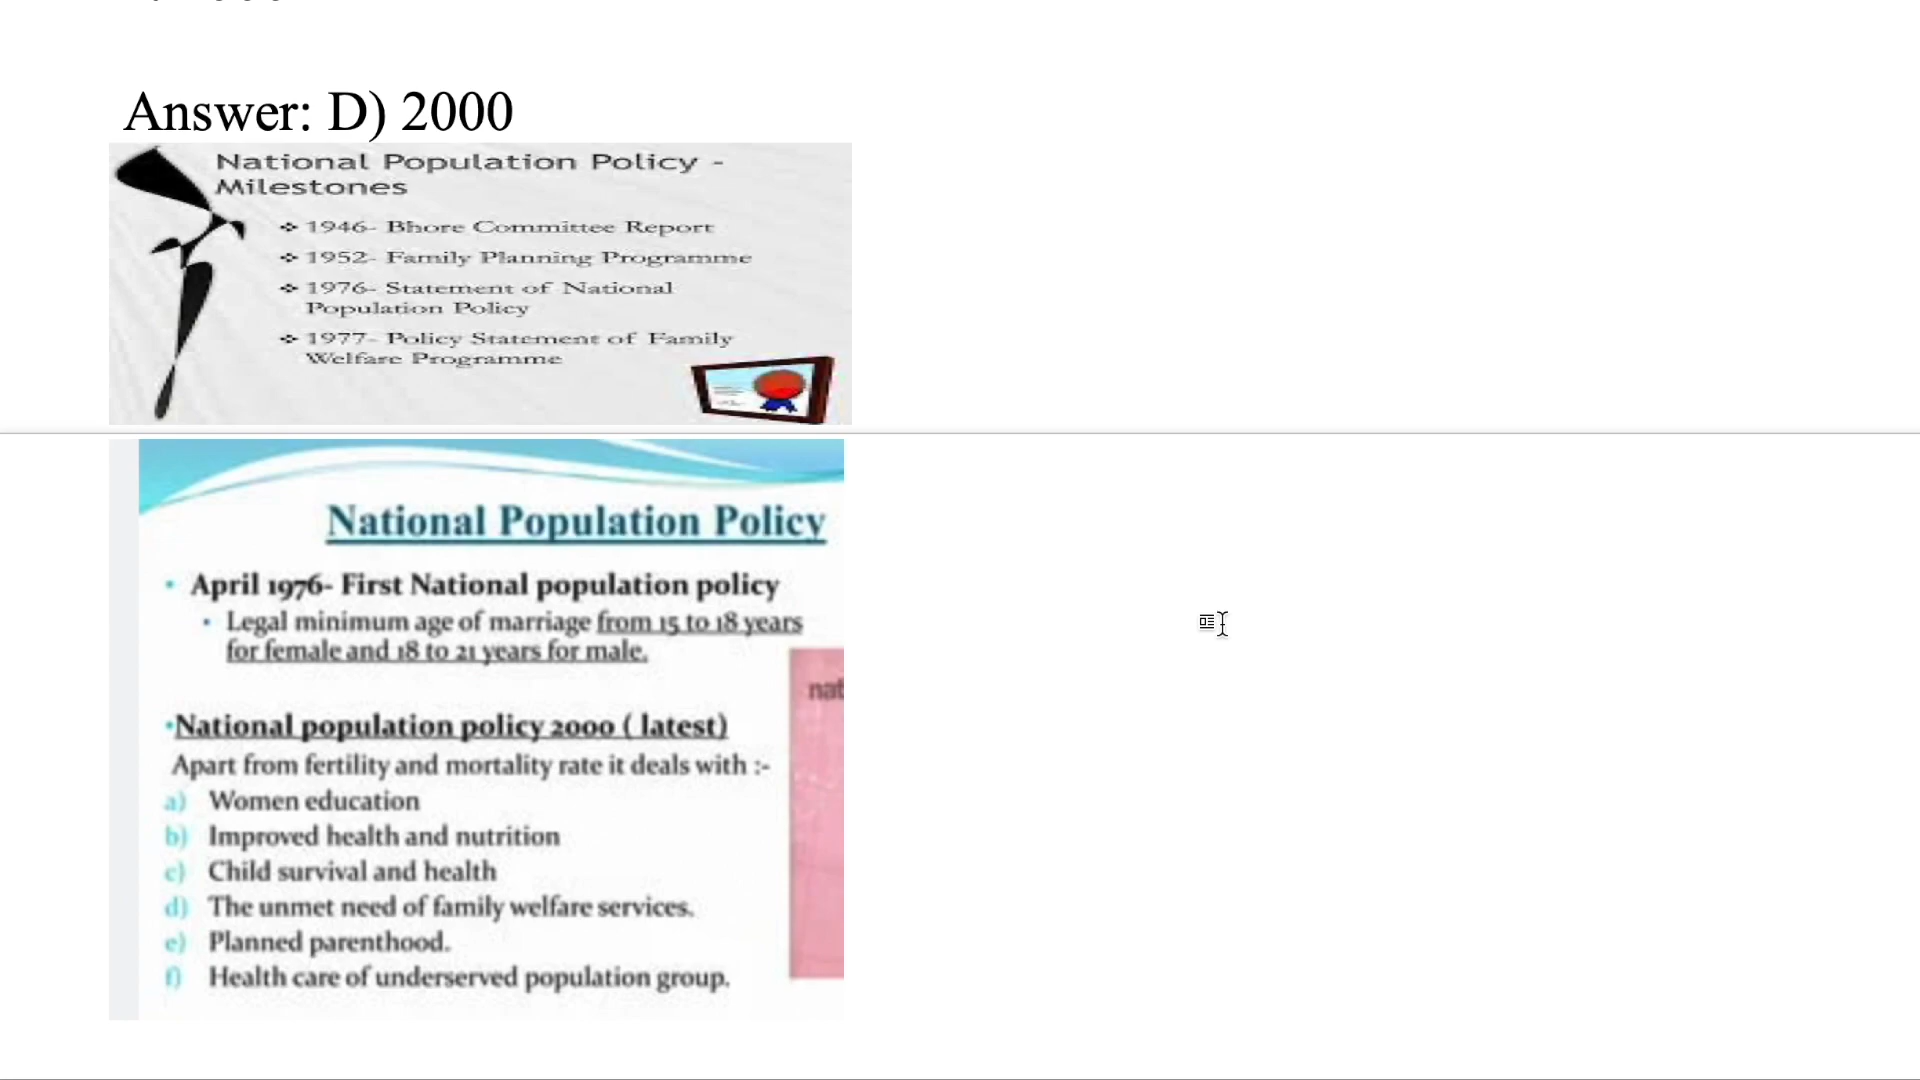 Answer: D) 2000
National Population Policy -
Milestones
❖ 1946- Bhore Committee Report
❖ 1952- Family Planning Programme
❖ 1976- Statement of National
Population Policy
❖ 1977- Policy Statement of Family
Welfare Programme
National Population Policy
• April 1976- First National population policy
• Legal minimum age of marriage from 15 to 18 years
for female and 18 to 21 years for male.
•National population policy 2000 ( latest)
Apart from fertility and mortality rate it deals with :-
a) Women education
b) Improved health and nutrition
c) Child survival and health
d) The unmet need of family welfare services.
e) Planned parenthood.
f) Health care of underserved population group.
nat